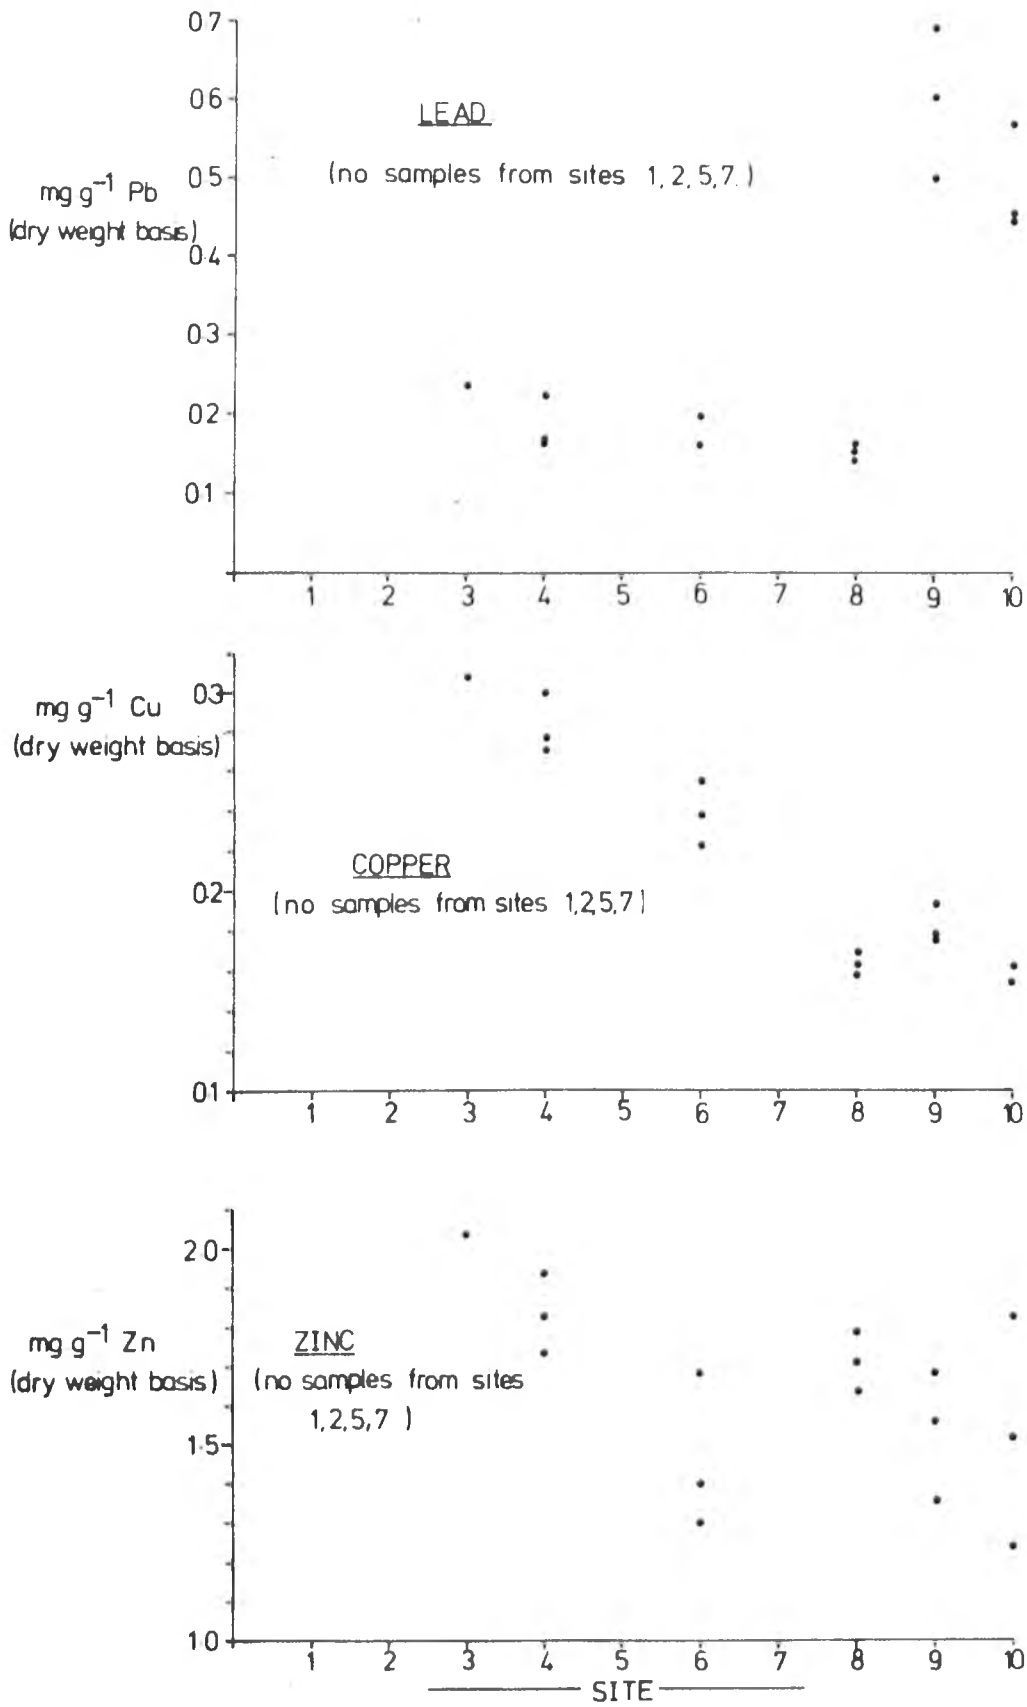 0.7
0.6
LEAD
(no samples from sites 1, 2, 5, 7.)
0.5
mg g⁻¹ Pb
(dry weight basis)
0.4
0.3
0.2
0.1
1 2 3 4 5 6 7 8 9 10
0.3
mg g⁻¹ Cu
(dry weight basis)
COPPER
0.2
(no samples from sites 1,2,5,7)
0.1
1 2 3 4 5 6 7 8 9 10
2.0
mg g⁻¹ Zn
(dry weight basis)
ZINC
(no samples from sites
1,2,5,7 )
1.5
1.0
1 2 3 4 5 6 7 8 9 10
SITE